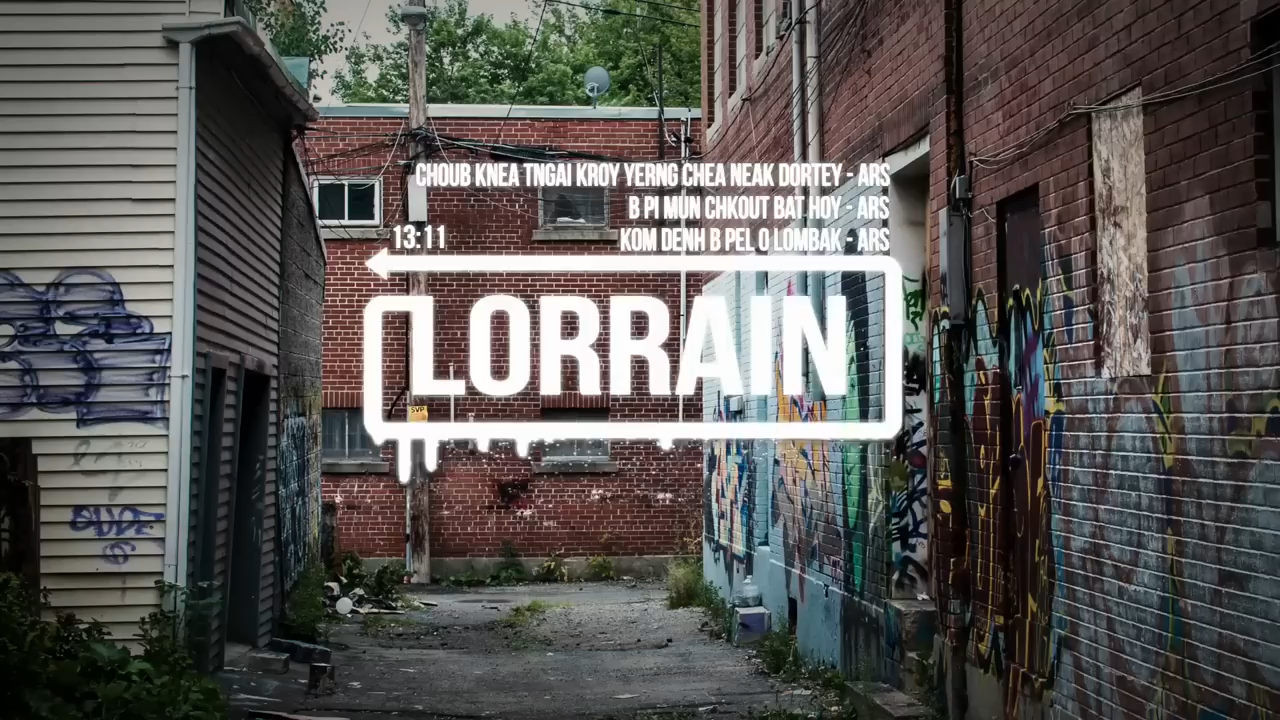 CHOUB KNEA TNGAI KROY YERNG CHEA NEAK DORTEY - ARS
B PI MUN CHKOUT BAT HOY - ARS
13:11
KOM DENH B PEL O LOMBAK - ARS
LORRAIN
SVP